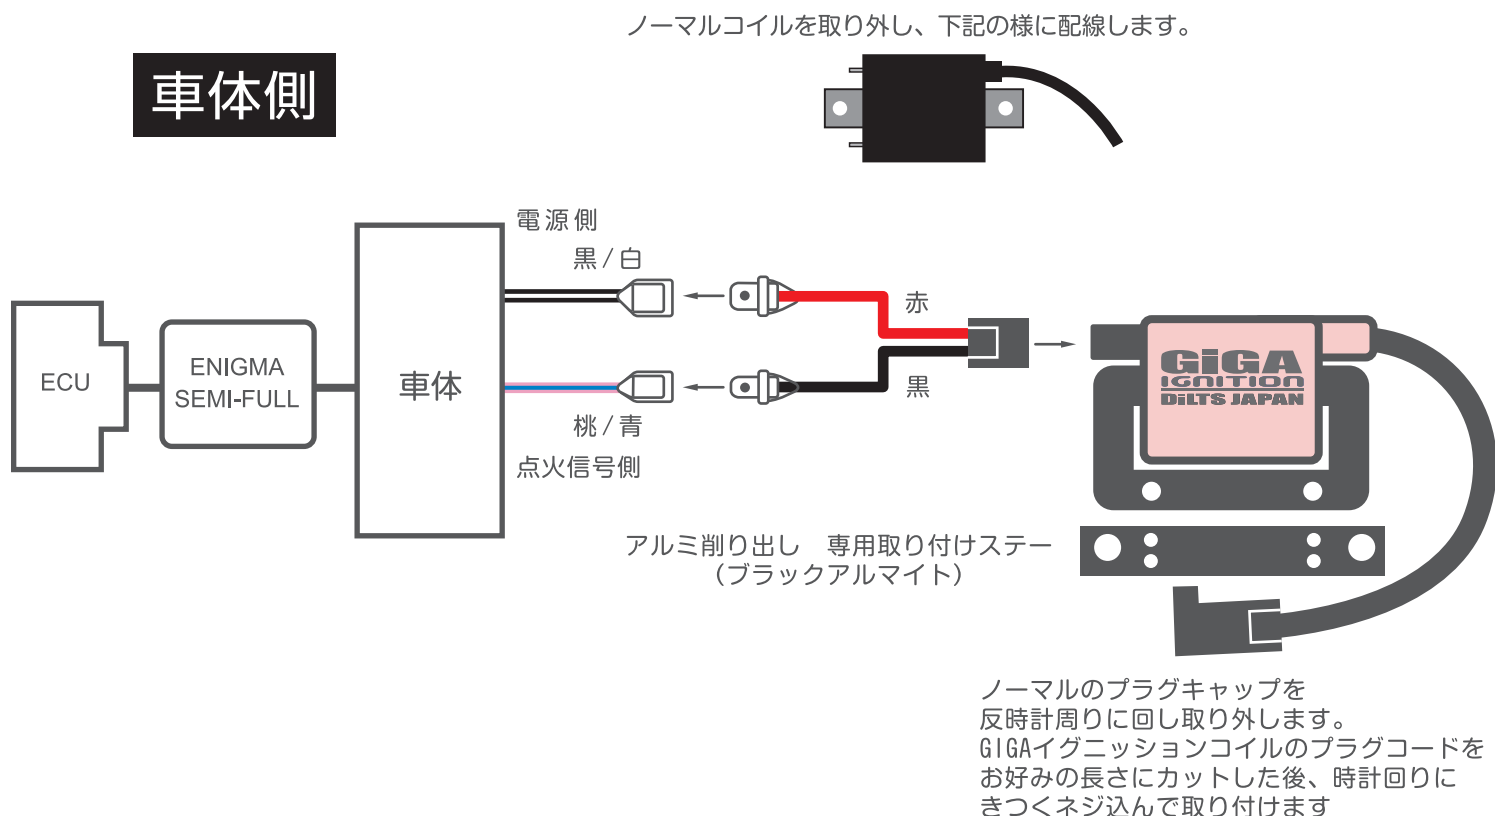 ノーマルコイルを取り外し、下記の様に配線します。
車体側
電源側
黒/白
赤
ECU
ENIGMA
SEMI-FULL
車体
黒
桃/青
点火信号側
GiGA
IGNITION
DiLTS JAPAN
アルミ削り出し　専用取り付けステー
(ブラックアルマイト)
ノーマルのプラグキャップを
反時計周りに回し取り外します。
GIGAイグニッションコイルのプラグコードを
お好みの長さにカットした後、時計回りに
きつくネジ込んで取り付けます